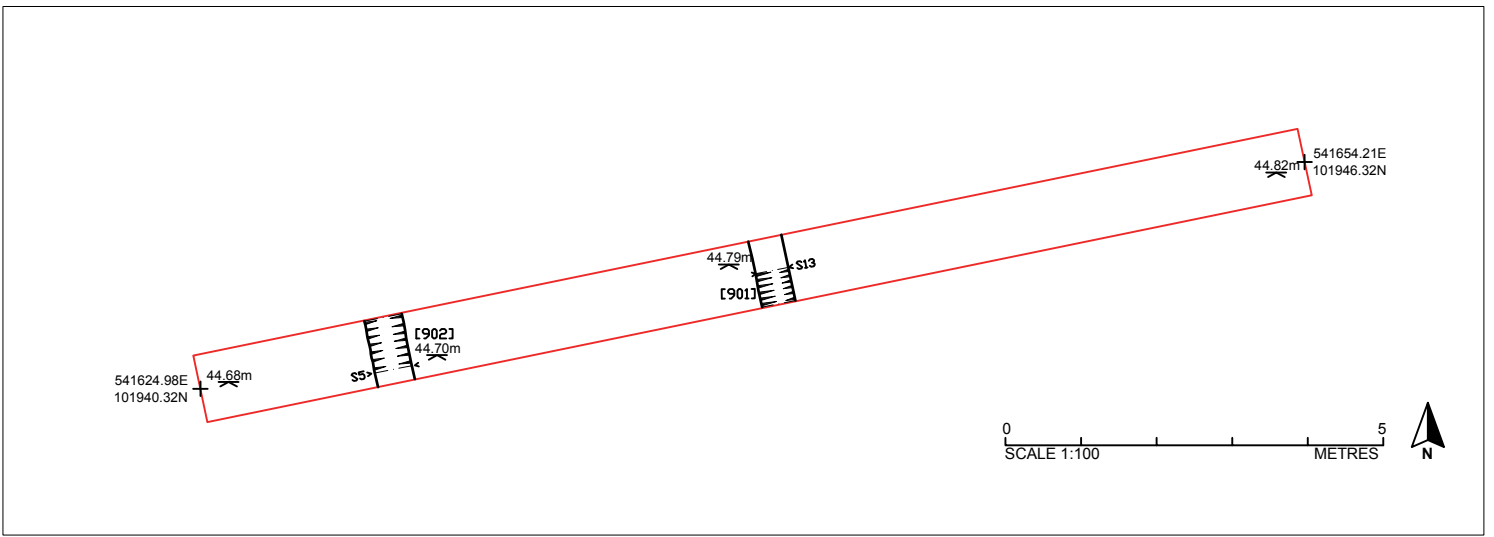 541654.21E
101946.32N
44.82m
44.79m
S13
[901]
[902]
44.70m
S5
44.68m
541624.98E
101940.32N
0 5
SCALE 1:100 METRES
N